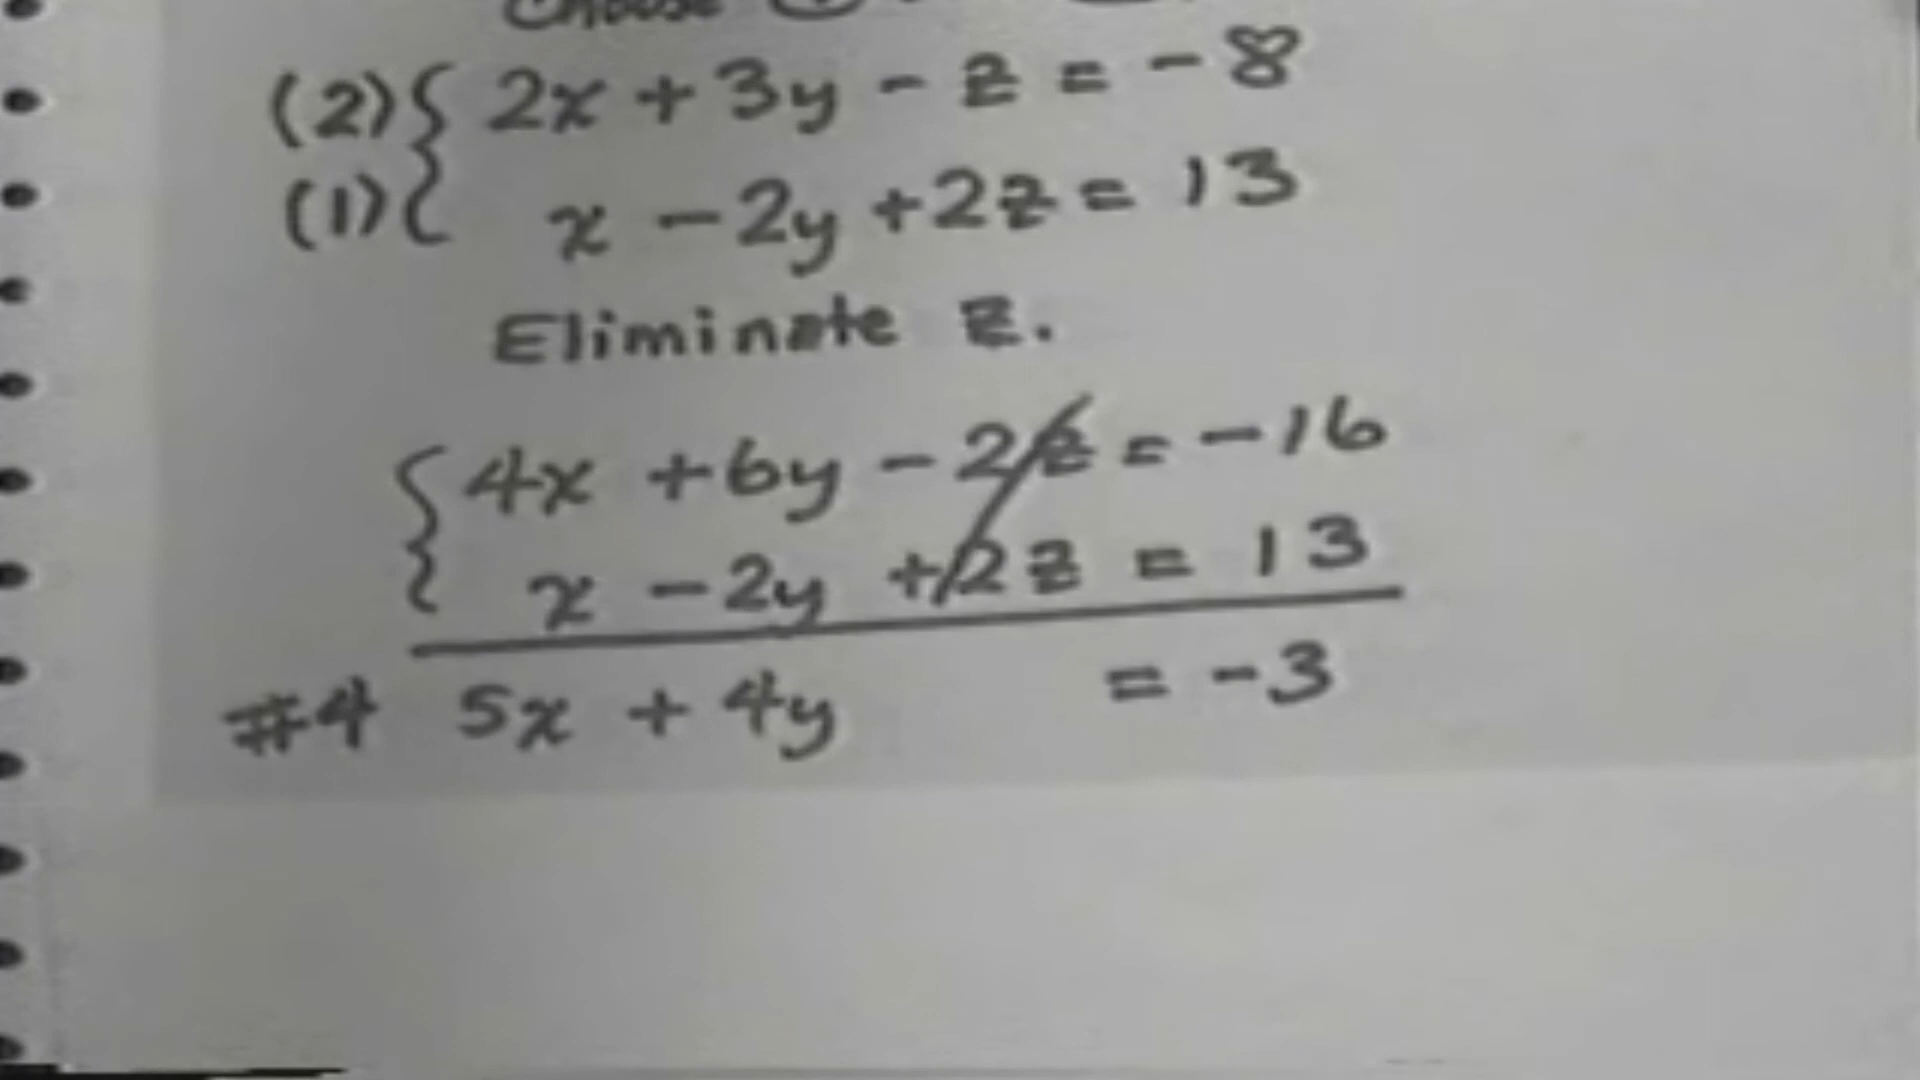 Choose
(2) { 2x + 3y - z = -8
(1) { x - 2y + 2z = 13
Eliminate z.
{ 4x + 6y - 2z = -16
x - 2y + 2z = 13
#4 5x + 4y = -3